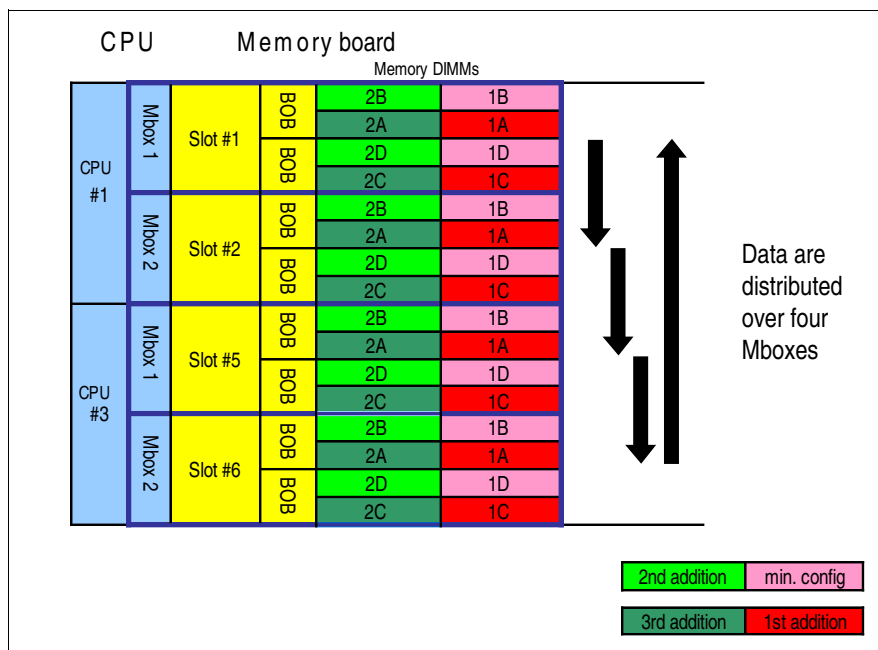 CPU Memory board
Memory DIMMs
CPU #1
Mbox 1
Slot #1
BOB
2B 1B
2A 1A
BOB
2D 1D
2C 1C
Mbox 2
Slot #2
BOB
2B 1B
2A 1A
BOB
2D 1D
2C 1C
CPU #3
Mbox 1
Slot #5
BOB
2B 1B
2A 1A
BOB
2D 1D
2C 1C
Mbox 2
Slot #6
BOB
2B 1B
2A 1A
BOB
2D 1D
2C 1C
Data are
distributed
over four
Mboxes
2nd addition min. config
3rd addition 1st addition